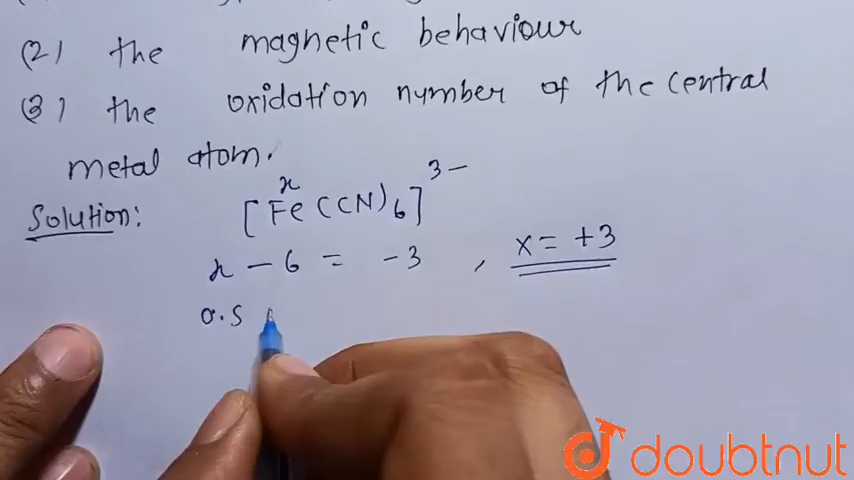 (2) the magnetic behaviour
(3) the oxidation number of the central
metal atom.
Solution:
x
[Fe(CN)6]3-
x - 6 = -3 , x = +3
o.s
doubtnut